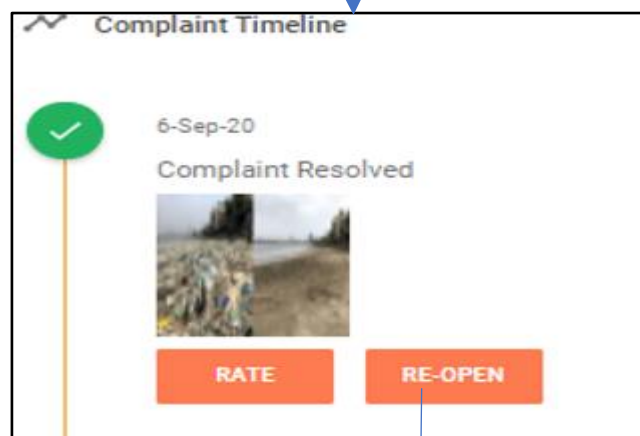 Complaint Timeline
6-Sep-20
Complaint Resolved
RATE
RE-OPEN